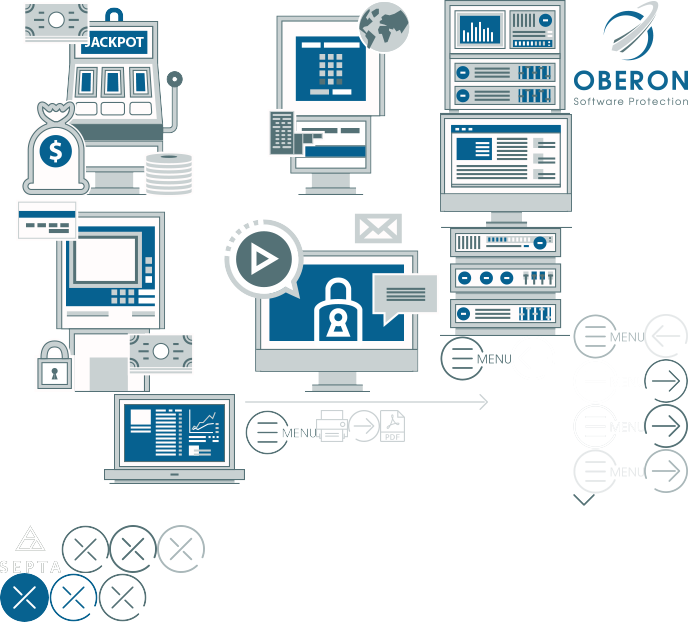 JACKPOT
$
OBERON
Software Protection
MENU
MENU
MENU
MENU
MENU
PDF
SEPTA